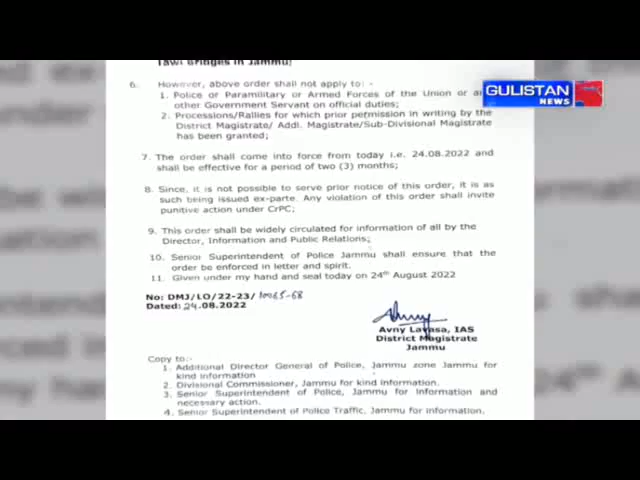 Tawi Bridges in Jammu;
6. However, above order shall not apply to:-
1. Police or Paramilitary or Armed Forces of the Union or
other Government Servant on official duties;
2. Processions/Rallies for which prior permission in writing by the
District Magistrate/ Addl. Magistrate/Sub-Divisional Magistrate
has been granted;
7. The order shall come into force from today i.e. 24.08.2022 and
shall be effective for a period of two (3) months;
8. Since, it is not possible to serve prior notice of this order, it is as
such being issued ex-parte. Any violation of this order shall invite
punitive action under CrPC;
9. This order shall be widely circulated for information of all by the
Director, Information and Public Relations;
10. Senior Superintendent of Police Jammu shall ensure that the
order be enforced in letter and spirit.
11. Given under my hand and seal today on 24th August 2022
No: DMJ/LO/22-23/ 10065-68
Dated: 24.08.2022
Avny Lavasa, IAS
District Magistrate
Jammu
Copy to:-
1. Additional Director General of Police, Jammu zone Jammu for
kind information
2. Divisional Commissioner, Jammu for kind information.
3. Senior Superintendent of Police, Jammu for information and
necessary action.
4. Senior Superintendent of Police Traffic, Jammu for information.
GULISTAN
NEWS